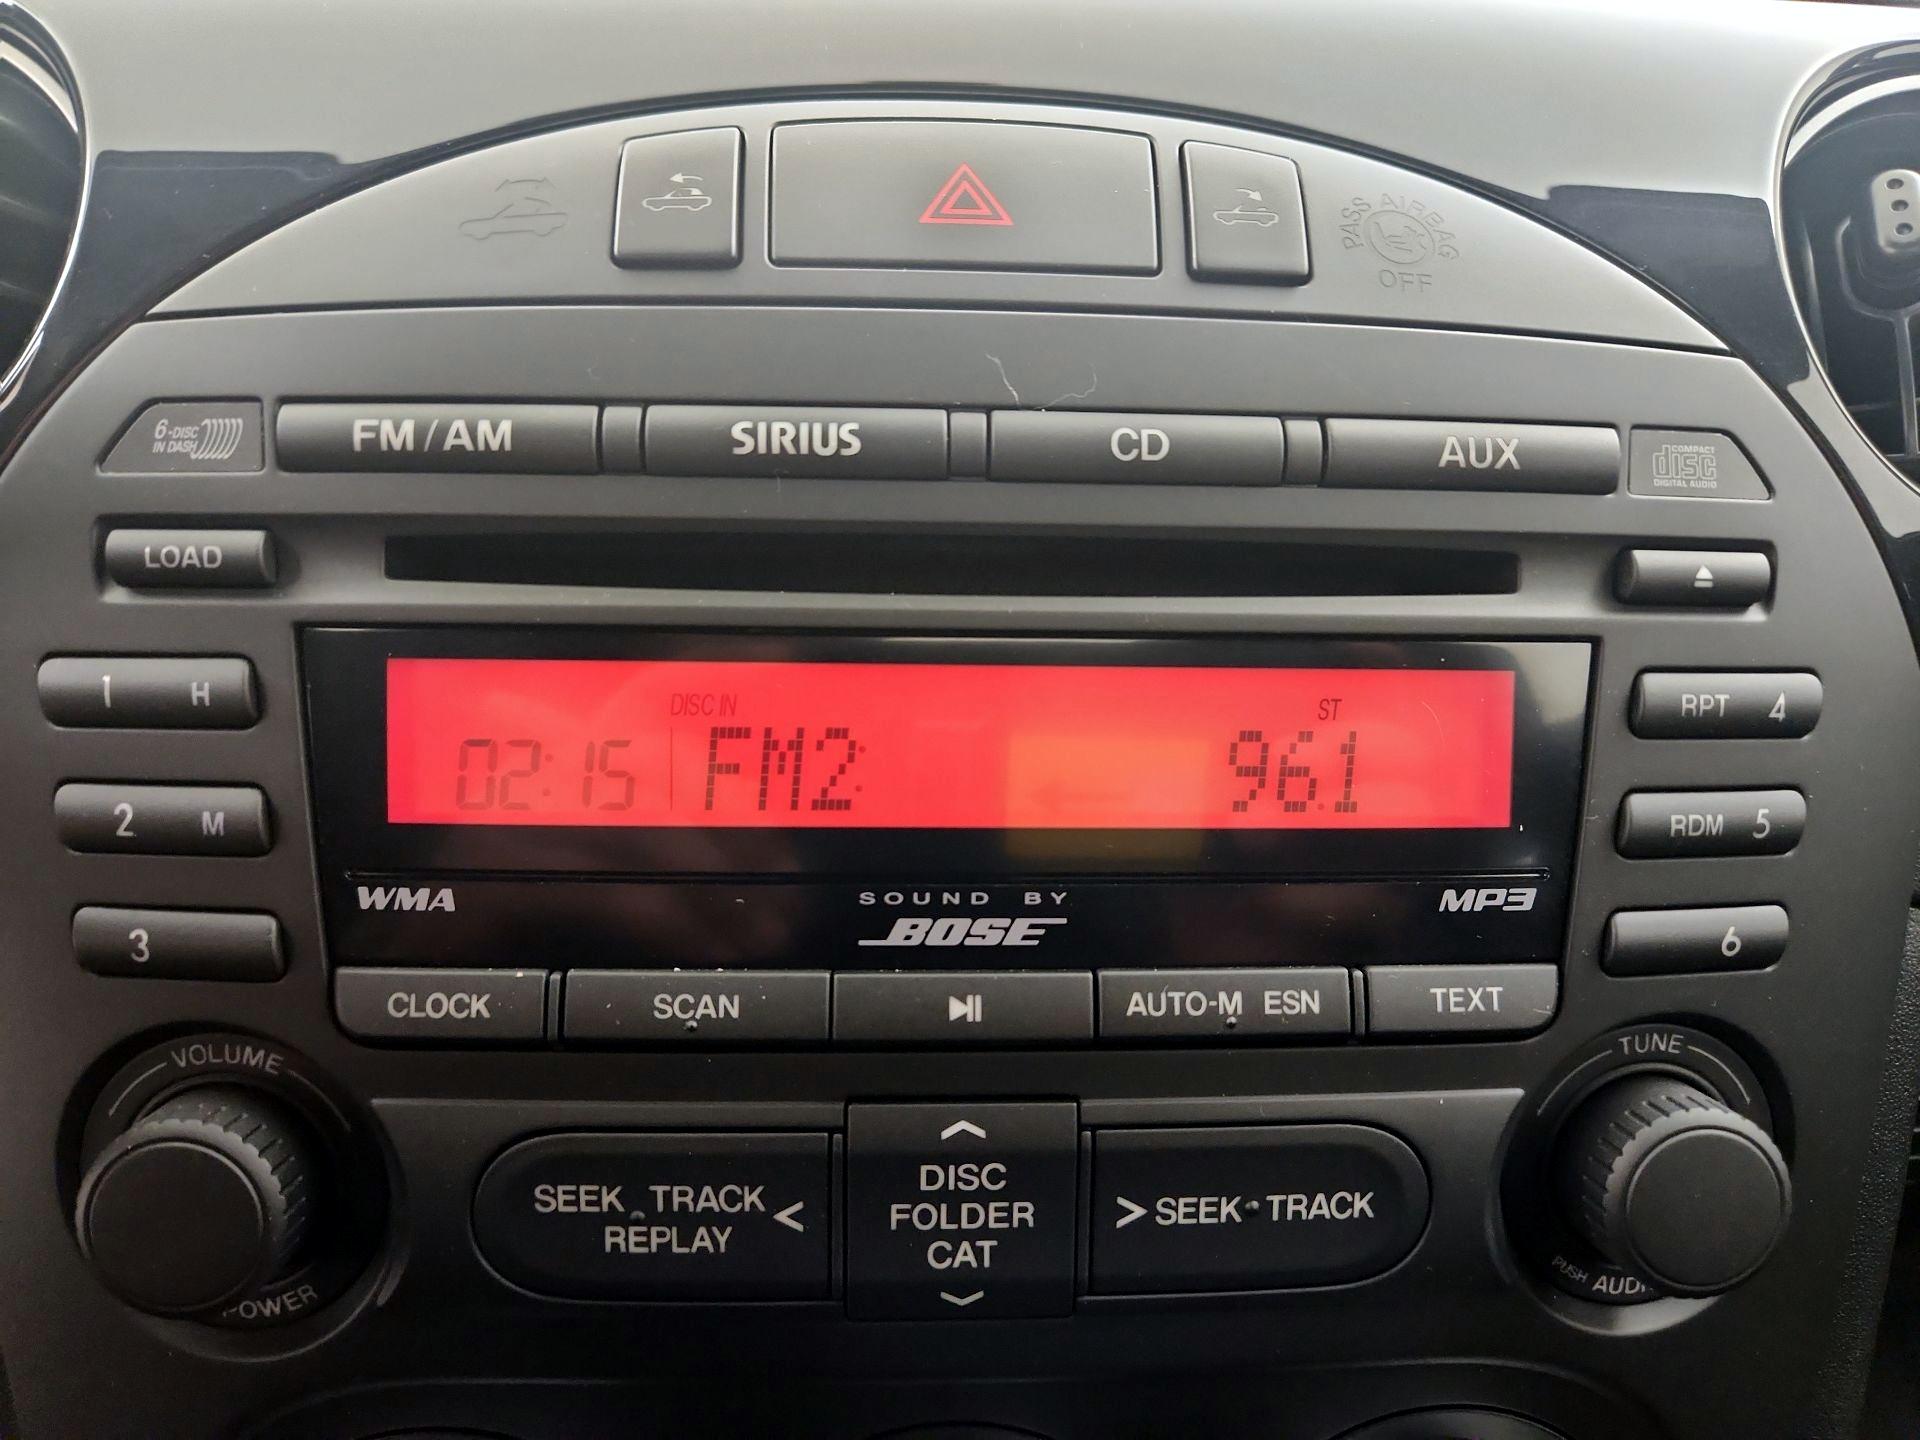 PASS AIRBAG
OFF
6-DISC
IN DASH
FM/AM
SIRIUS
CD
AUX
COMPACT
disc
DIGITAL AUDIO
LOAD
1 H
RPT 4
DISC IN
ST
02:15 FM2 96.1
2 M
RDM 5
WMA
SOUND BY
BOSE
MP3
3
6
CLOCK
SCAN
AUTO-M ESN
TEXT
VOLUME
TUNE
SEEK TRACK
REPLAY
<
^
DISC
FOLDER
CAT
> SEEK TRACK
POWER
PUSH AUDIO